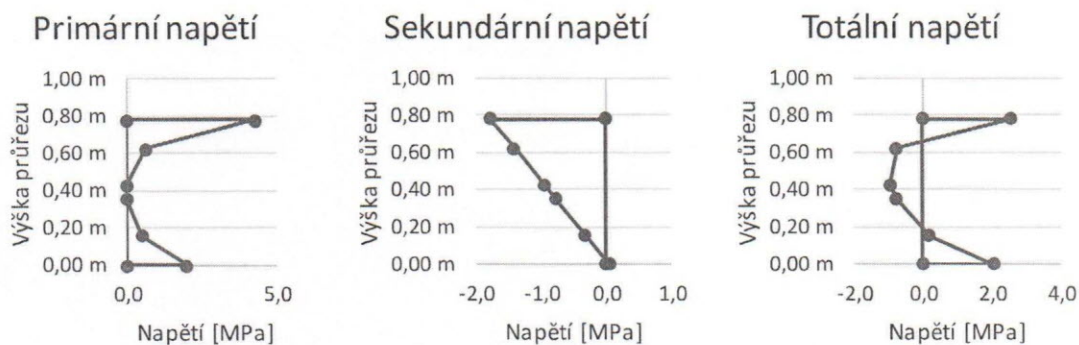 Primární napětí
1,00 m
0,80 m
0,60 m
0,40 m
0,20 m
0,00 m
Výška průřezu
0,0
5,0
Napětí [MPa]
Sekundární napětí
1,00 m
0,80 m
0,60 m
0,40 m
0,20 m
0,00 m
Výška průřezu
-2,0
-1,0
0,0
1,0
Napětí [MPa]
Totální napětí
1,00 m
0,80 m
0,60 m
0,40 m
0,20 m
0,00 m
Výška průřezu
-2,0
0,0
2,0
4,0
Napětí [MPa]